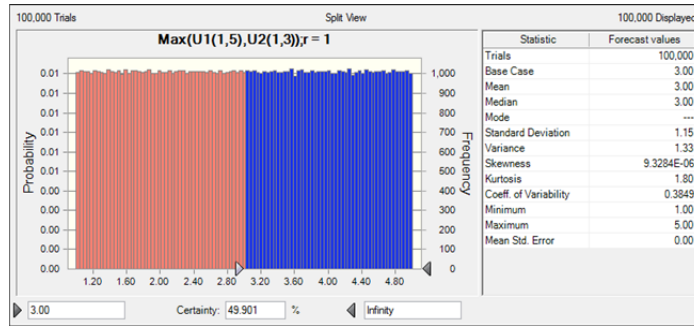 100,000 Trials Split View 100,000 Displayed
Max(U1(1,5),U2(1,3));r = 1
Probability
0.01
0.01
0.01
0.01
0.01
0.01
0.00
0.00
0.00
0.00
0.00
1,000
900
800
700
600
500
400
300
200
100
0
Frequency
1.20 1.60 2.00 2.40 2.80 3.20 3.60 4.00 4.40 4.80
3.00 Certainty: 49.901 % Infinity
Statistic Forecast values
Trials 100,000
Base Case 3.00
Mean 3.00
Median 3.00
Mode ---
Standard Deviation 1.15
Variance 1.33
Skewness 9.3284E-06
Kurtosis 1.80
Coeff. of Variability 0.3849
Minimum 1.00
Maximum 5.00
Mean Std. Error 0.00